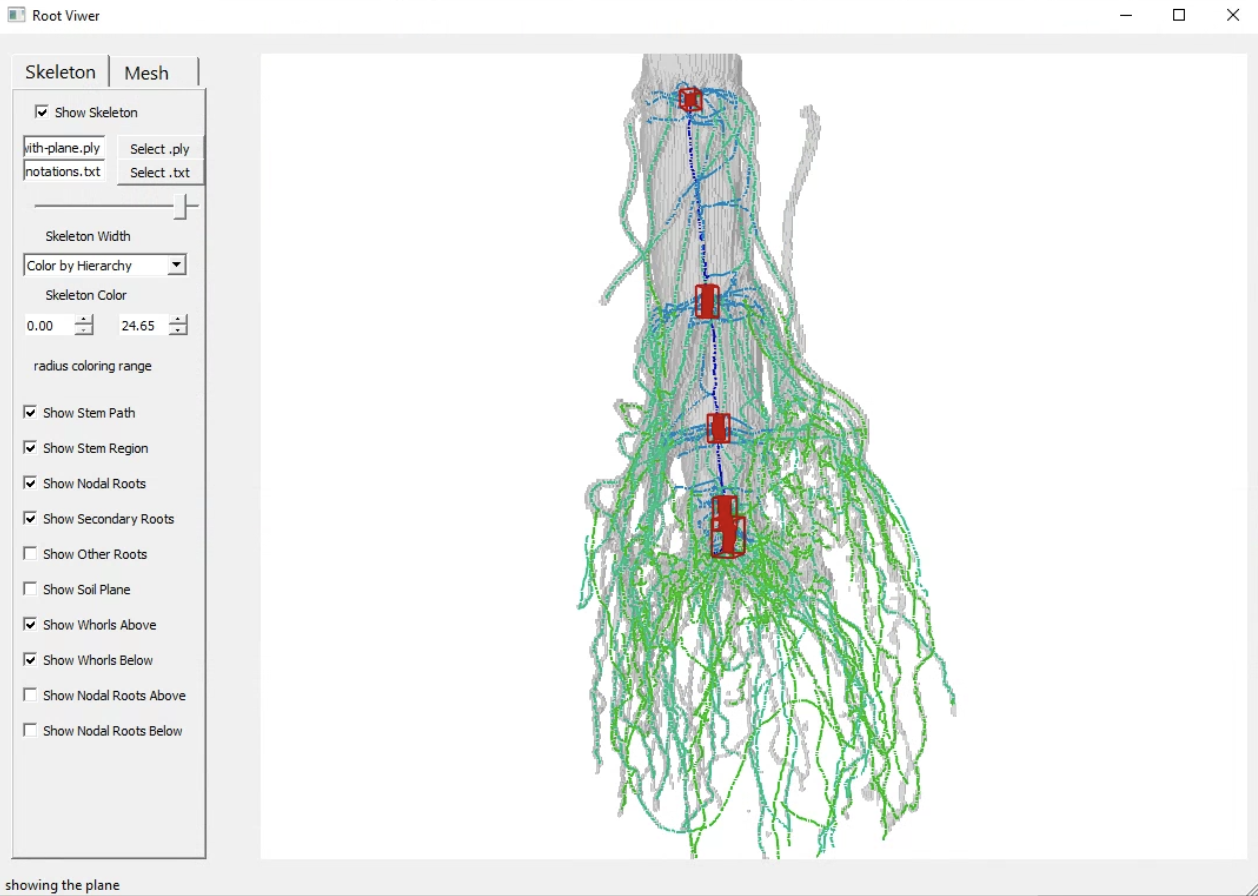 Root Viwer
Skeleton
Mesh
Show Skeleton
with-plane.ply
Select .ply
notations.txt
Select .txt
Skeleton Width
Color by Hierarchy
Skeleton Color
0.00
24.65
radius coloring range
Show Stem Path
Show Stem Region
Show Nodal Roots
Show Secondary Roots
Show Other Roots
Show Soil Plane
Show Whorls Above
Show Whorls Below
Show Nodal Roots Above
Show Nodal Roots Below
showing the plane